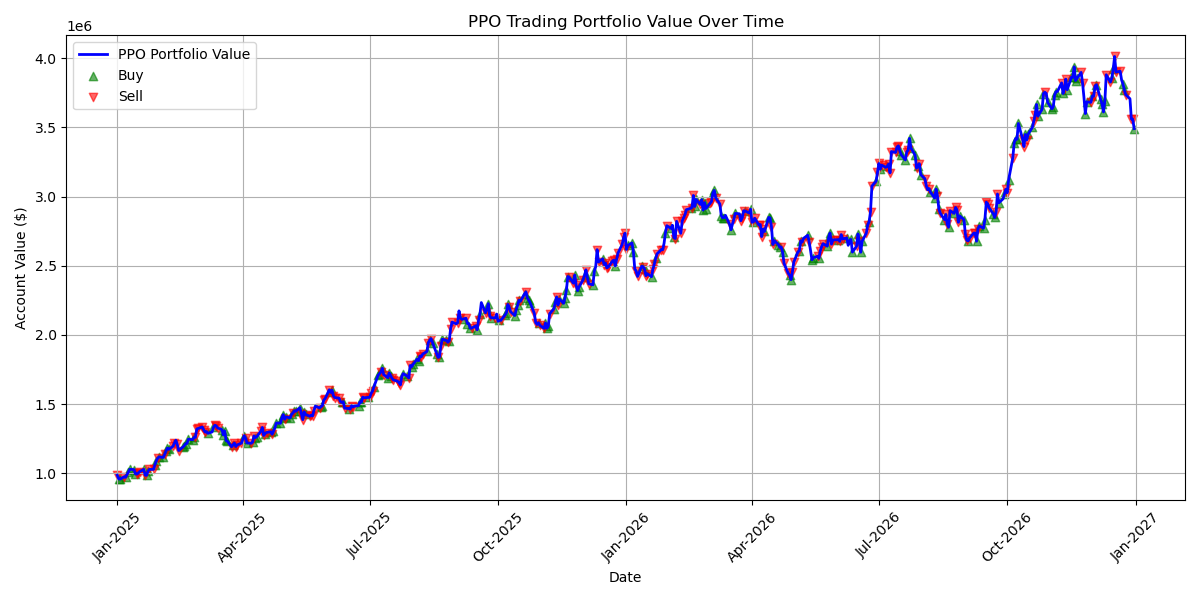 PPO Trading Portfolio Value Over Time
1e6
PPO Portfolio Value
Buy
Sell
4.0
3.5
3.0
2.5
2.0
1.5
1.0
Account Value ($)
Jan-2025
Apr-2025
Jul-2025
Oct-2025
Jan-2026
Apr-2026
Jul-2026
Oct-2026
Jan-2027
Date